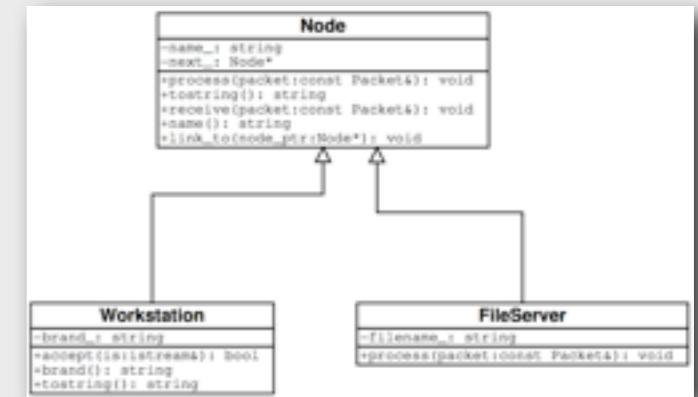 Node
-name_: string
-next_: Node*
+process(packet:const Packet&): void
+tostring(): string
+receive(packet:const Packet&): void
+name(): string
+link_to(node_ptr:Node*): void
Workstation
-brand_: string
+accept(is:istream&): bool
+brand(): string
+tostring(): string
FileServer
-filename_: string
+process(packet:const Packet&): void